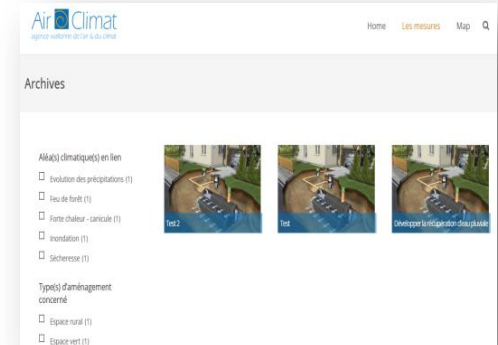 Air Climat
agence wallonne de l'air & du climat
Home Les mesures Map
Archives
Aléa(s) climatique(s) en lien
Evolution des précipitations (1)
Feu de forêt (1)
Forte chaleur - canicule (1)
Inondation (1)
Sécheresse (1)
Type(s) d'aménagement
concerné
Espace rural (1)
Espace vert (1)
Test 2
Test
Développer la récupération d'eau pluviale